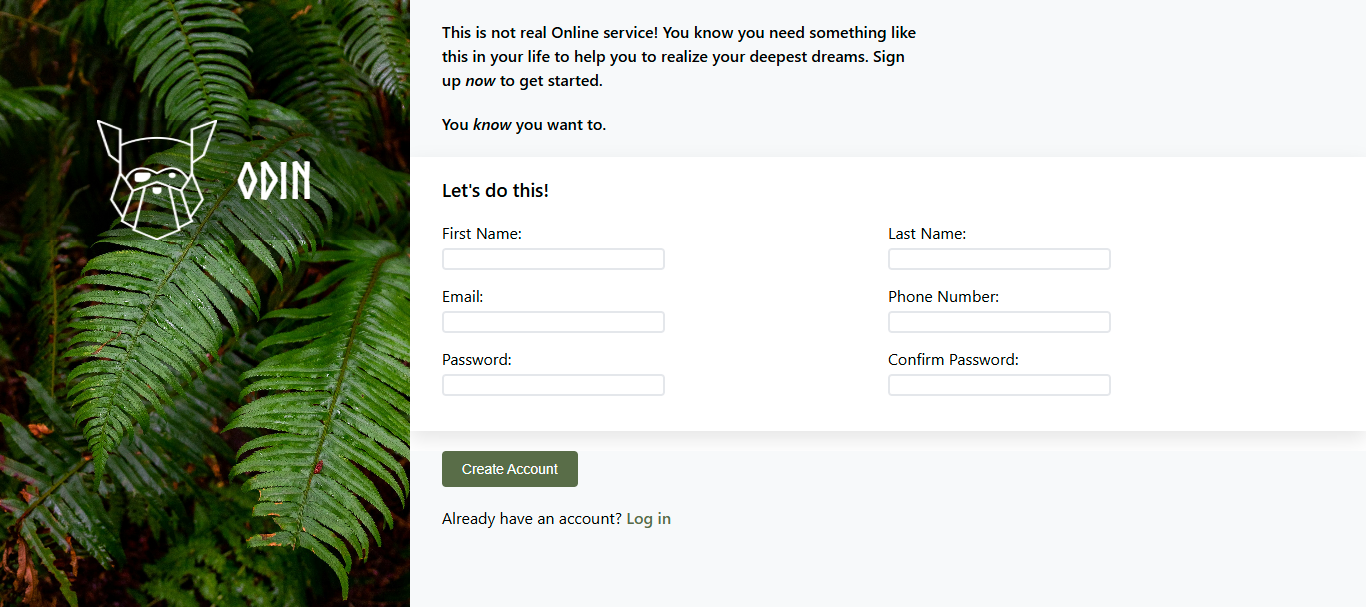 This is not real Online service! You know you need something like
this in your life to help you to realize your deepest dreams. Sign
up now to get started.
You know you want to.
ODIN
Let's do this!
First Name:
Last Name:
Email:
Phone Number:
Password:
Confirm Password:
Create Account
Already have an account? Log in